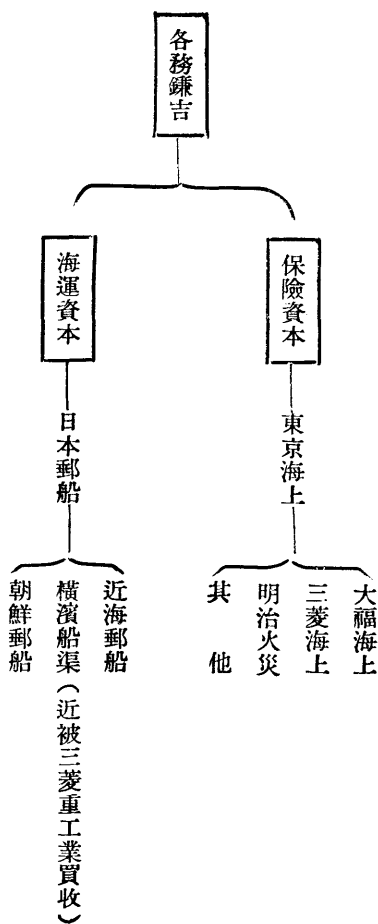 各務鎌吉
保險資本
東京海上
大福海上
三菱海上
明治火災
其他
海運資本
日本郵船
近海郵船
橫濱船渠（近被三菱重工業買收）
朝鮮郵船